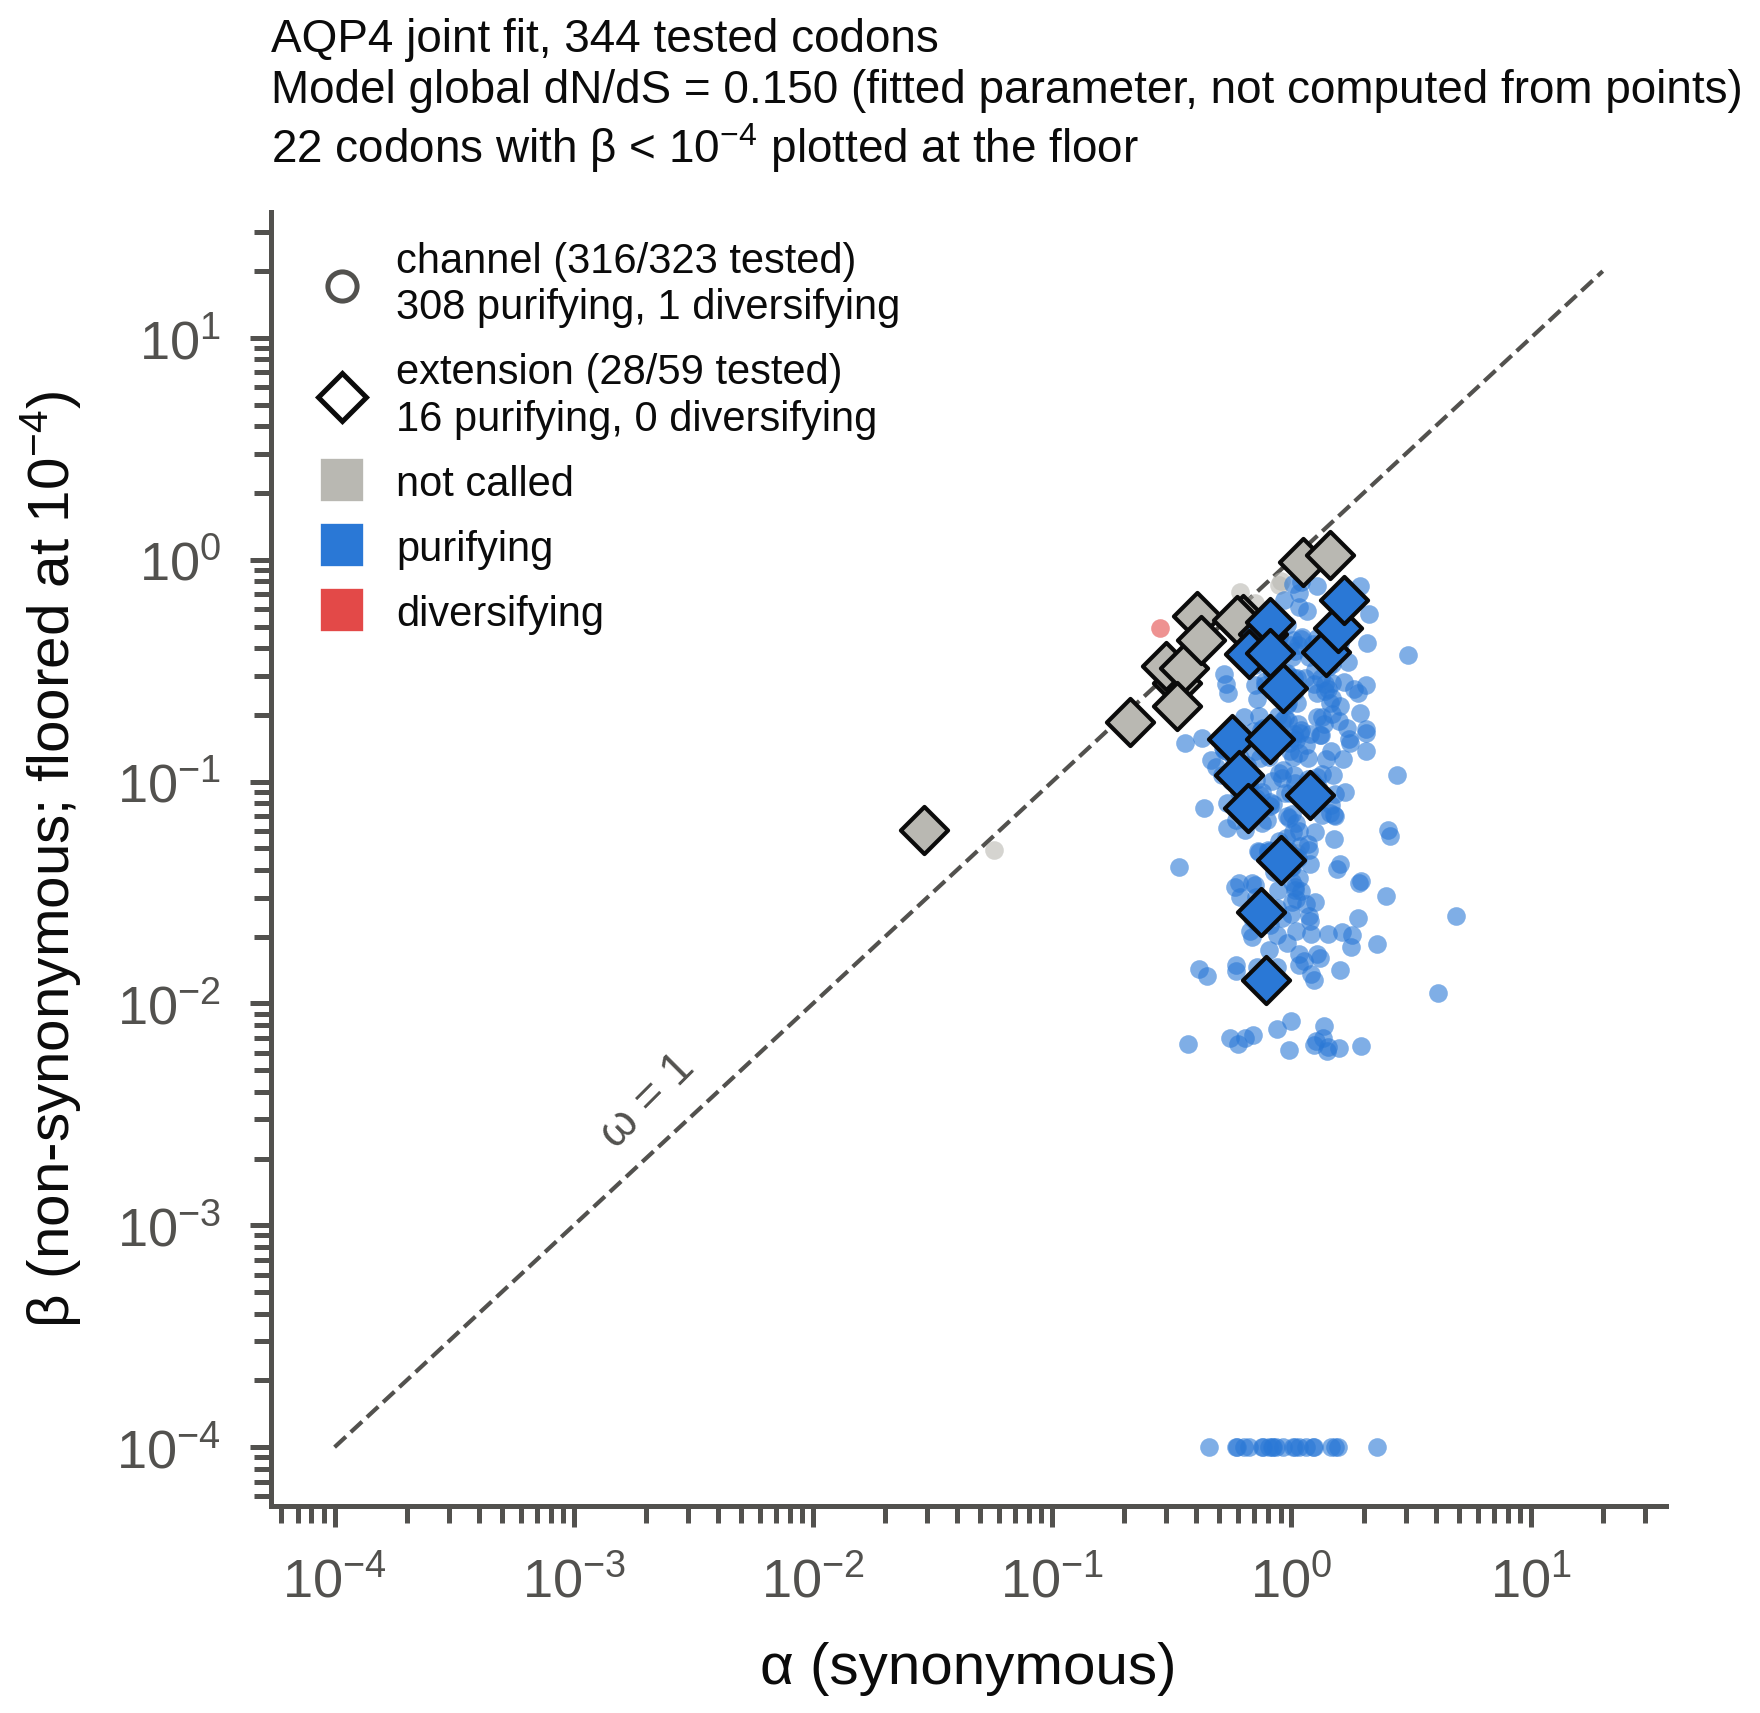 AQP4 joint fit, 344 tested codons
Model global dN/dS = 0.150 (fitted parameter, not computed from points)
22 codons with β < 10⁻⁴ plotted at the floor
channel (316/323 tested)
308 purifying, 1 diversifying
extension (28/59 tested)
16 purifying, 0 diversifying
not called
purifying
diversifying
β (non-synonymous; floored at 10⁻⁴)
10¹
10⁰
10⁻¹
10⁻²
10⁻³
10⁻⁴
ω = 1
10⁻⁴ 10⁻³ 10⁻² 10⁻¹ 10⁰ 10¹
α (synonymous)